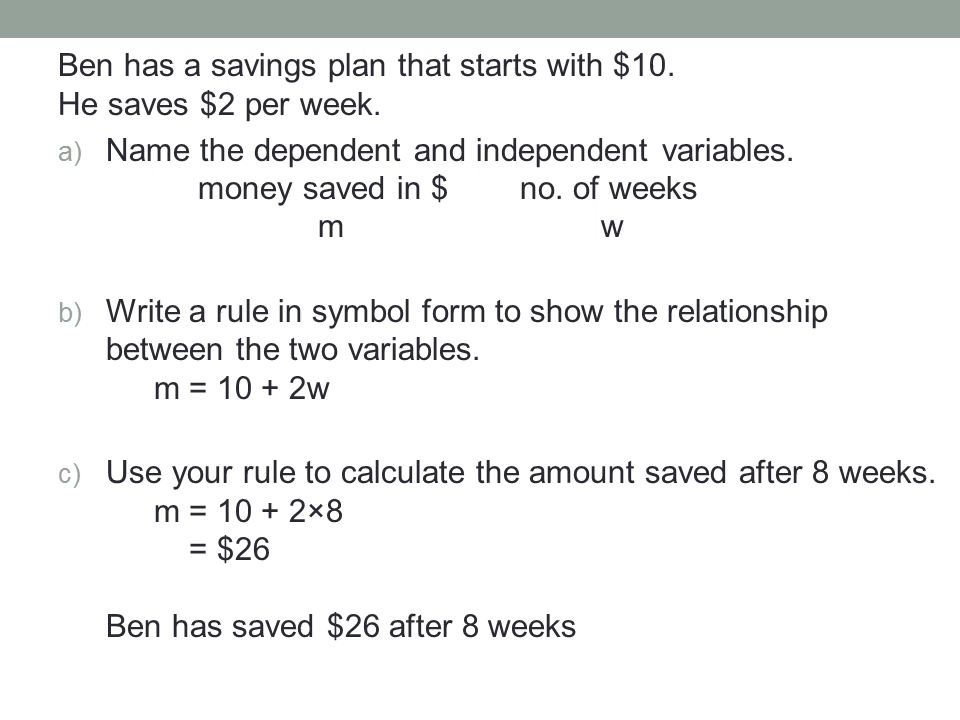 Ben has a savings plan that starts with $10.
He saves $2 per week.
a) Name the dependent and independent variables.
money saved in $ no. of weeks
m w
b) Write a rule in symbol form to show the relationship
between the two variables.
m = 10 + 2w
c) Use your rule to calculate the amount saved after 8 weeks.
m = 10 + 2×8
= $26
Ben has saved $26 after 8 weeks